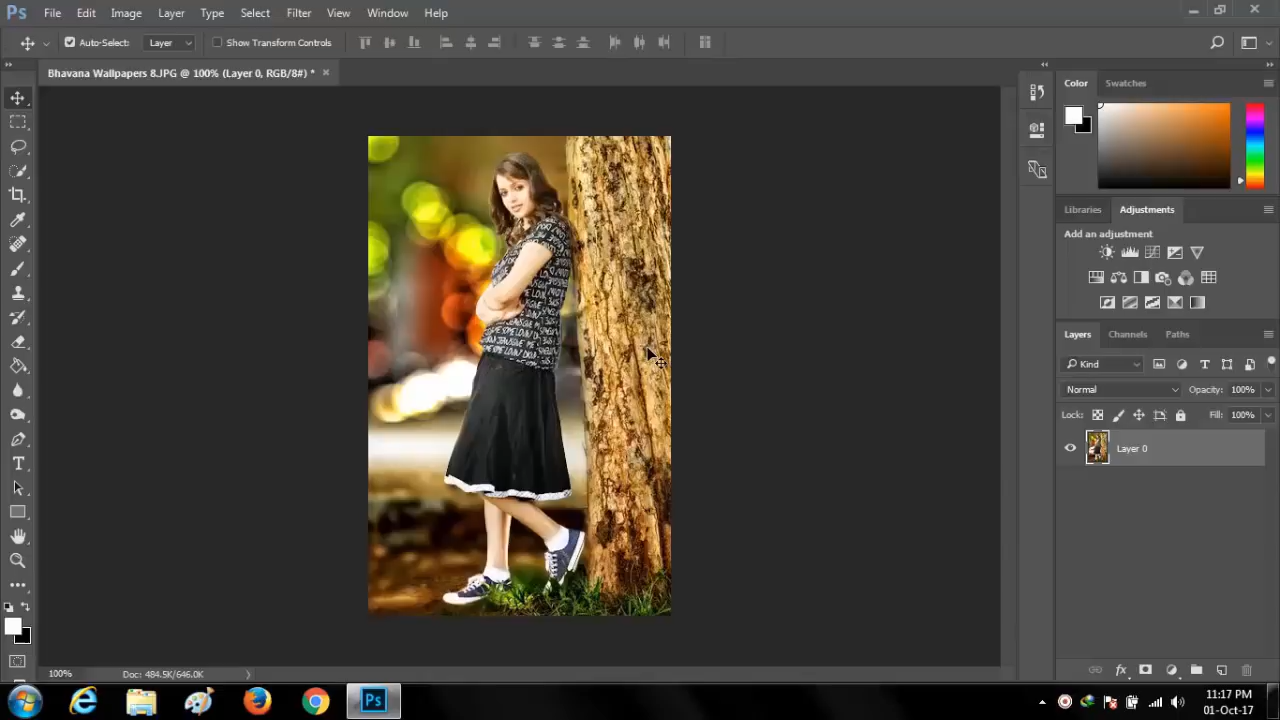 Ps File Edit Image Layer Type Select Filter View Window Help
Auto-Select: Layer Show Transform Controls
Bhavana Wallpapers 8.JPG @ 100% (Layer 0, RGB/8#) * ×
Color Swatches
Libraries Adjustments
Add an adjustment
Layers Channels Paths
Kind
Normal Opacity: 100%
Lock: Fill: 100%
Layer 0
100% Doc: 484.5K/646.0K
Ps
11:17 PM
01-Oct-17